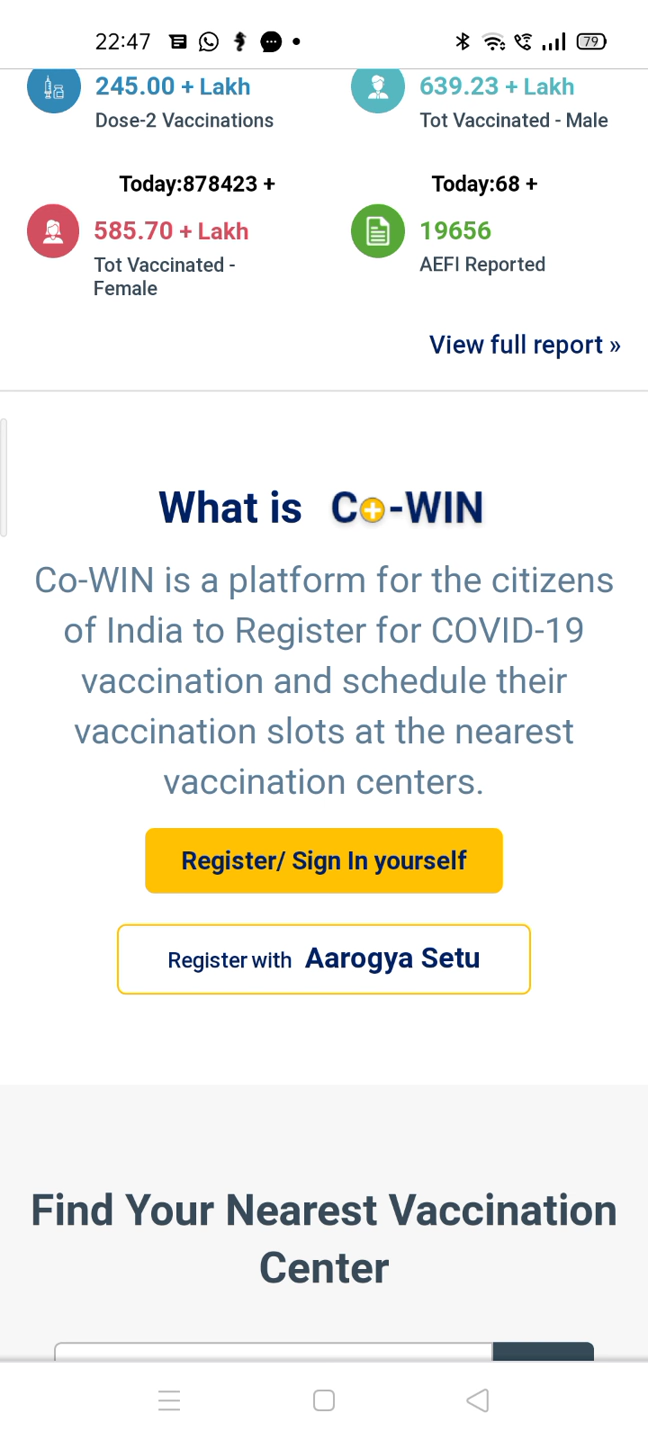 22:47
79
245.00 + Lakh
Dose-2 Vaccinations
639.23 + Lakh
Tot Vaccinated - Male
Today:878423 +
585.70 + Lakh
Tot Vaccinated -
Female
Today:68 +
19656
AEFI Reported
View full report »
What is Co-WIN
Co-WIN is a platform for the citizens
of India to Register for COVID-19
vaccination and schedule their
vaccination slots at the nearest
vaccination centers.
Register/ Sign In yourself
Register with Aarogya Setu
Find Your Nearest Vaccination
Center